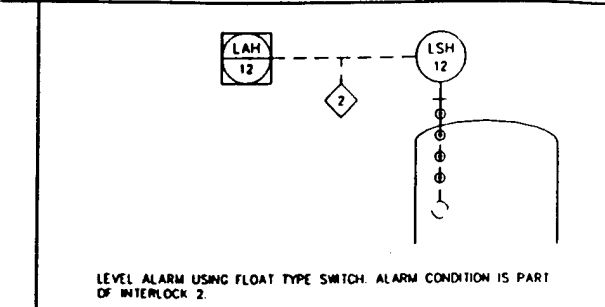 LAH
12
LSH
12
2
LEVEL ALARM USING FLOAT TYPE SWITCH. ALARM CONDITION IS PART
OF INTERLOCK 2.